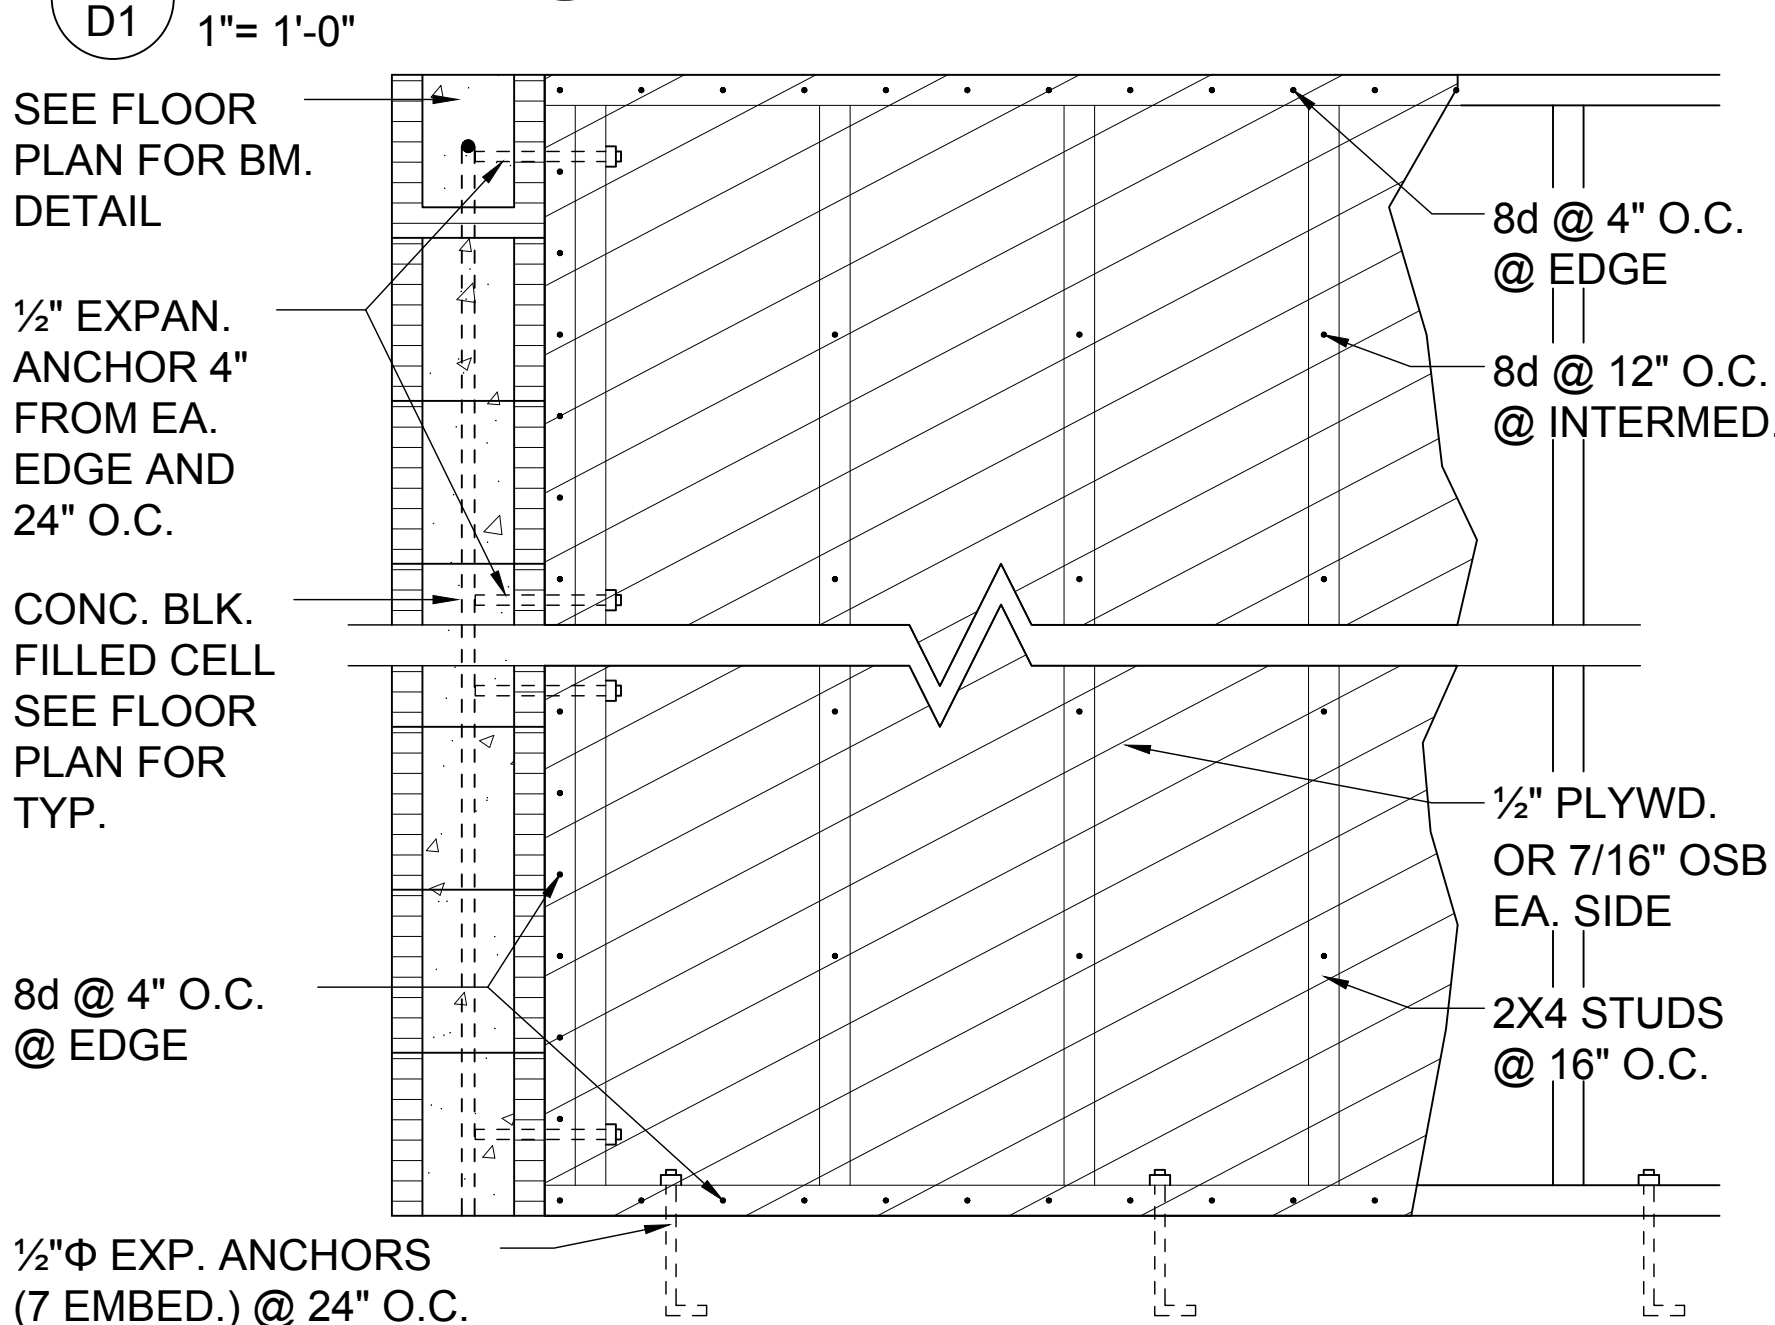 D1
1"= 1'-0"
SEE FLOOR
PLAN FOR BM.
DETAIL
½" EXPAN.
ANCHOR 4"
FROM EA.
EDGE AND
24" O.C.
CONC. BLK.
FILLED CELL
SEE FLOOR
PLAN FOR
TYP.
8d @ 4" O.C.
@ EDGE
½"Φ EXP. ANCHORS
(7 EMBED.) @ 24" O.C.
8d @ 4" O.C.
@ EDGE
8d @ 12" O.C.
@ INTERMED.
½" PLYWD.
OR 7/16" OSB
EA. SIDE
2X4 STUDS
@ 16" O.C.